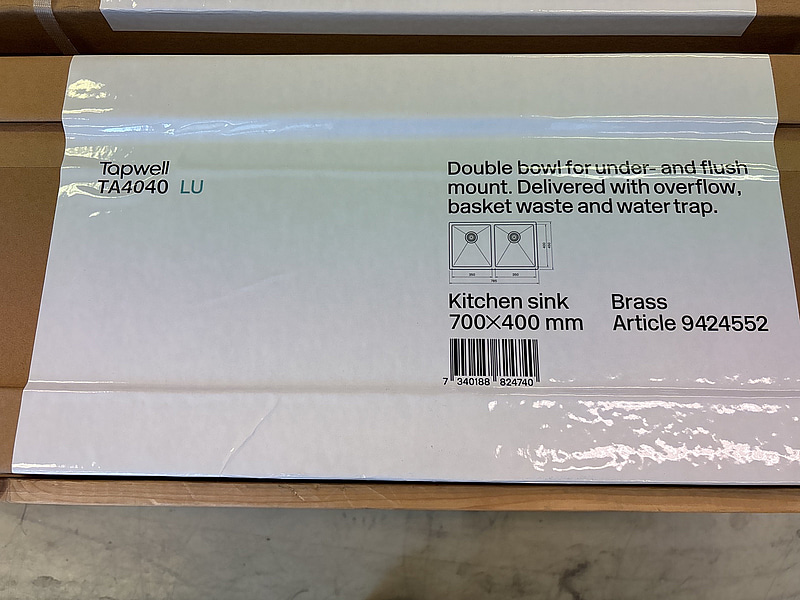 Tapwell
TA4040 LU
Double bowl for under- and flush
mount. Delivered with overflow,
basket waste and water trap.
Kitchen sink
700×400 mm
Brass
Article 9424552
7 340188 824740